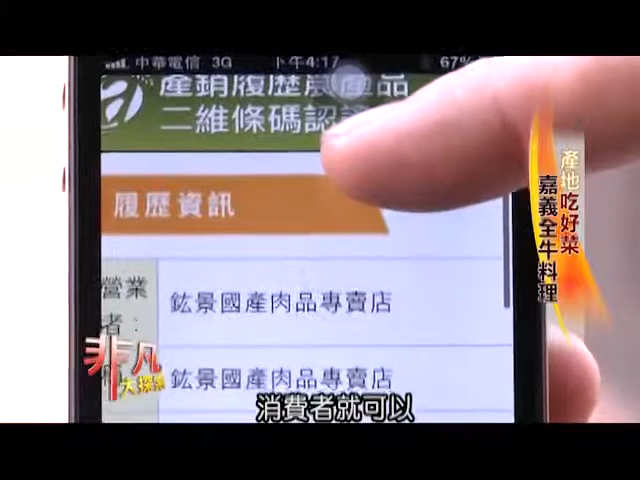 中華電信 3G 下午4:17 67%
產銷履歷農產品
二維條碼認證
履歷資訊
營業者：
鉉景國產肉品專賣店
鉉景國產肉品專賣店
產地吃好菜
嘉義全牛料理
非凡
大探索
消費者就可以